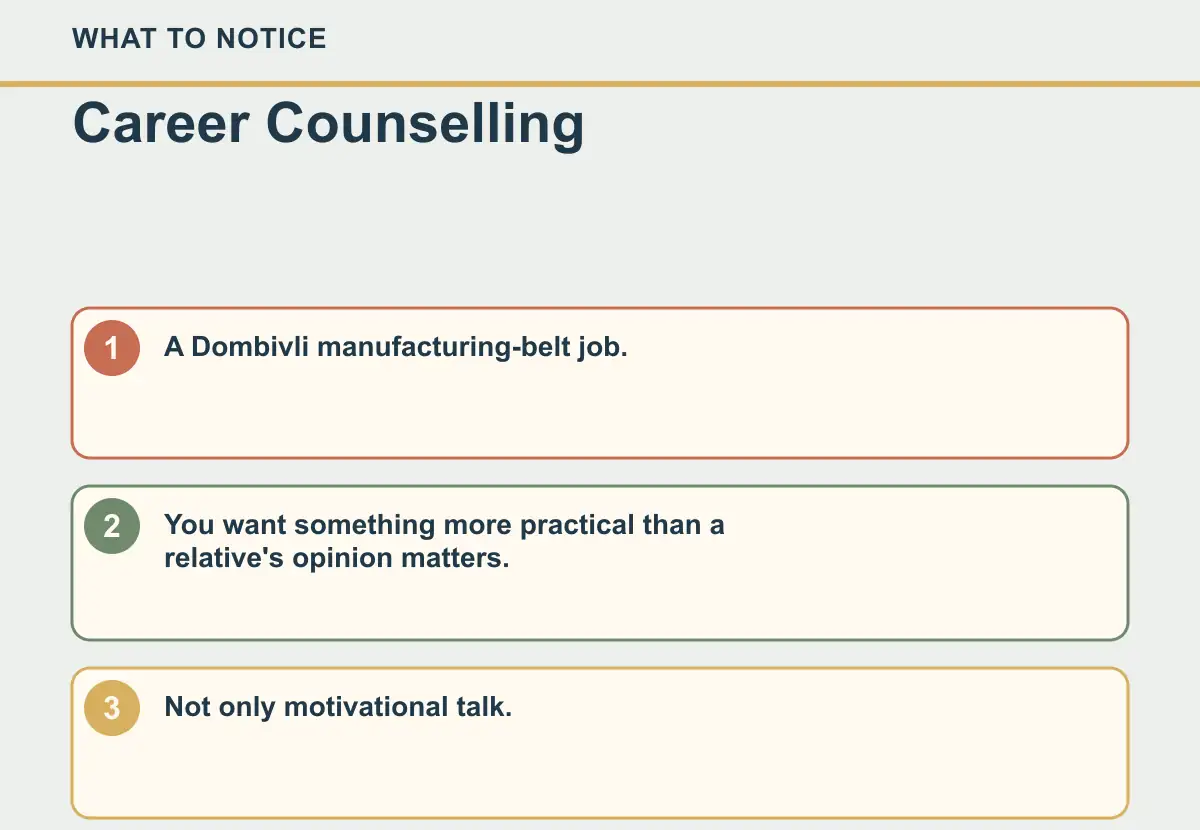 WHAT TO NOTICE
Career Counselling
1
A Dombivli manufacturing-belt job.
2
You want something more practical than a
relative's opinion matters.
3
Not only motivational talk.